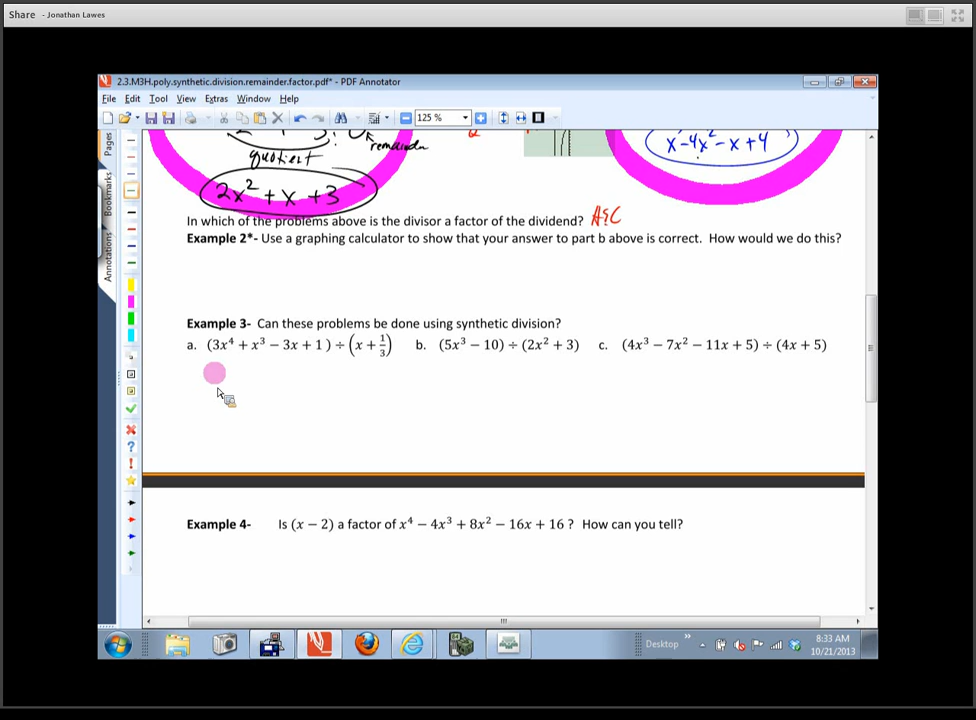 Share - Jonathan Lawes
2.3.M3H.poly.synthetic.division.remainder.factor.pdf* - PDF Annotator
File Edit Tool View Extras Window Help
125 %
Pages
Bookmarks
Annotations
remainder
quotient
2x² + x + 3
x³-4x²-x+4
In which of the problems above is the divisor a factor of the dividend? A&C
Example 2*- Use a graphing calculator to show that your answer to part b above is correct. How would we do this?
Example 3- Can these problems be done using synthetic division?
a. (3x⁴ + x³ − 3x + 1 ) ÷ (x + 1/3) b. (5x³ − 10) ÷ (2x² + 3) c. (4x³ − 7x² − 11x + 5) ÷ (4x + 5)
Example 4- Is (x − 2) a factor of x⁴ − 4x³ + 8x² − 16x + 16 ? How can you tell?
Desktop
8:33 AM
10/21/2013